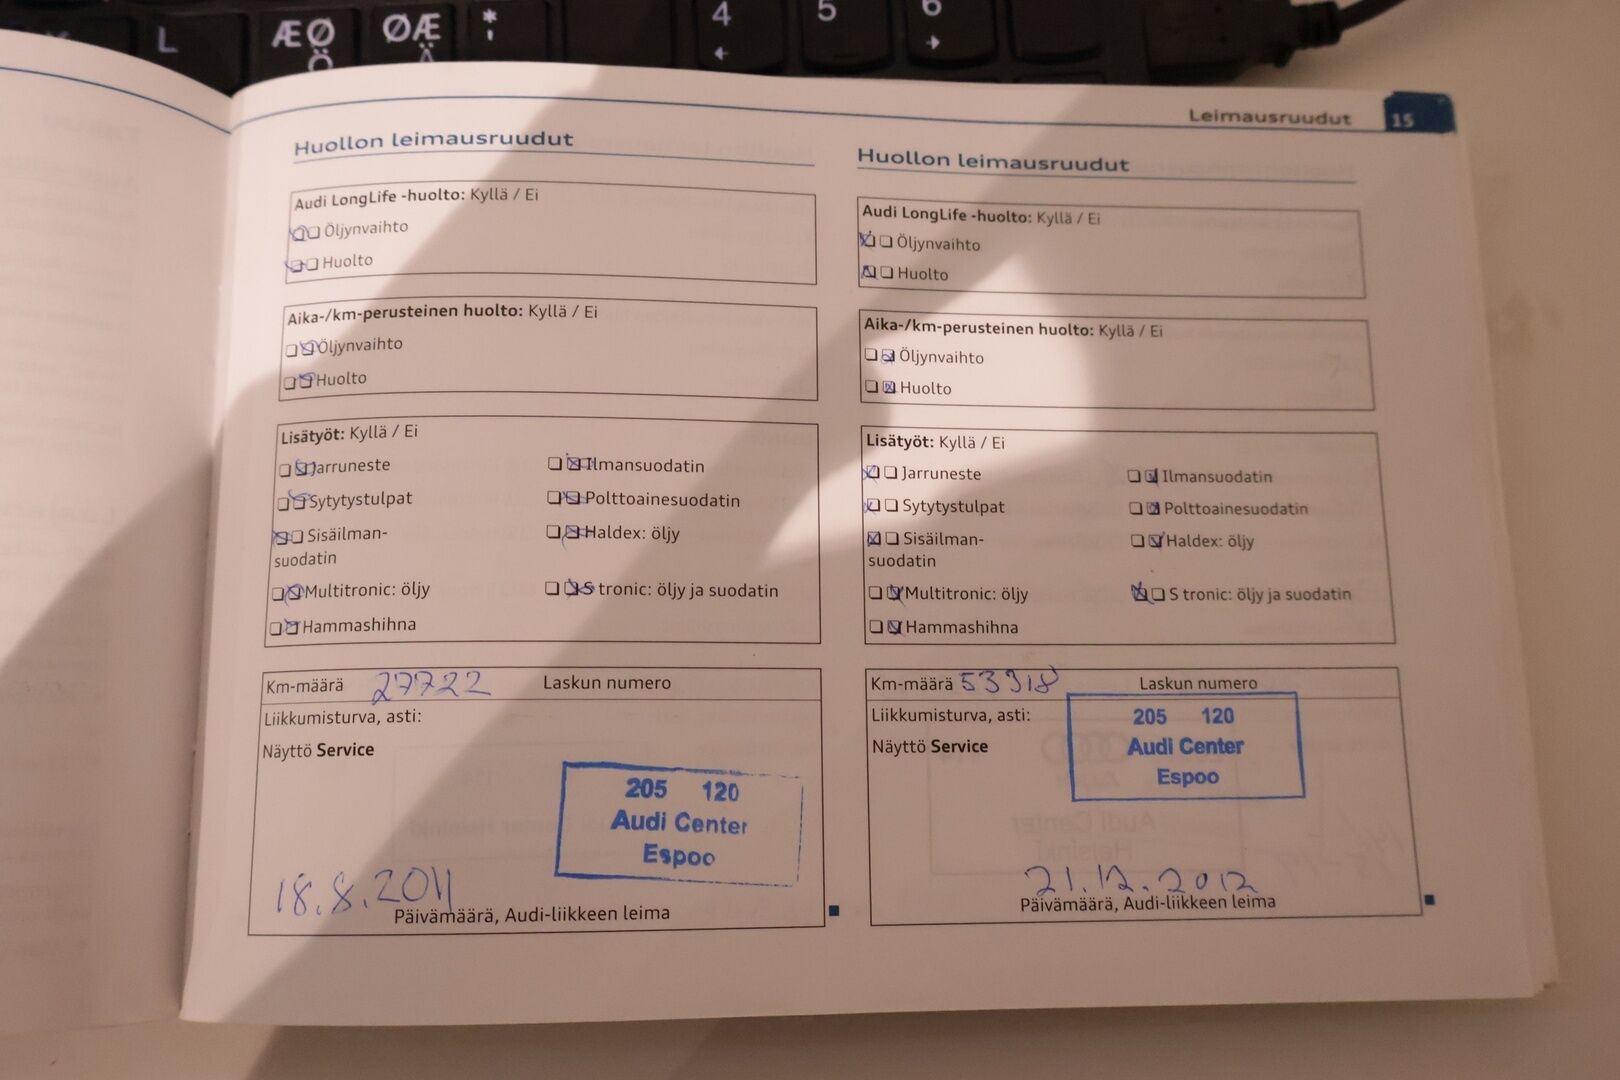 L
ÆØ
Ö
ØÆ
Ä
*
'
4
5
6
Leimausruudut 15
Huollon leimausruudut
Audi LongLife -huolto: Kyllä / Ei
Öljynvaihto
Huolto
Aika-/km-perusteinen huolto: Kyllä / Ei
Öljynvaihto
Huolto
Lisätyöt: Kyllä / Ei
Jarruneste
Ilmansuodatin
Sytytystulpat
Polttoainesuodatin
Sisäilman-
suodatin
Haldex: öljy
Multitronic: öljy
S tronic: öljy ja suodatin
Hammashihna
Km-määrä 27722 Laskun numero
Liikkumisturva, asti:
Näyttö Service
205 120
Audi Center
Espoo
18.8.2011
Päivämäärä, Audi-liikkeen leima
Huollon leimausruudut
Audi LongLife -huolto: Kyllä / Ei
Öljynvaihto
Huolto
Aika-/km-perusteinen huolto: Kyllä / Ei
Öljynvaihto
Huolto
Lisätyöt: Kyllä / Ei
Jarruneste
Ilmansuodatin
Sytytystulpat
Polttoainesuodatin
Sisäilman-
suodatin
Haldex: öljy
Multitronic: öljy
S tronic: öljy ja suodatin
Hammashihna
Km-määrä 53318 Laskun numero
Liikkumisturva, asti:
Näyttö Service
205 120
Audi Center
Espoo
21.12.2012
Päivämäärä, Audi-liikkeen leima